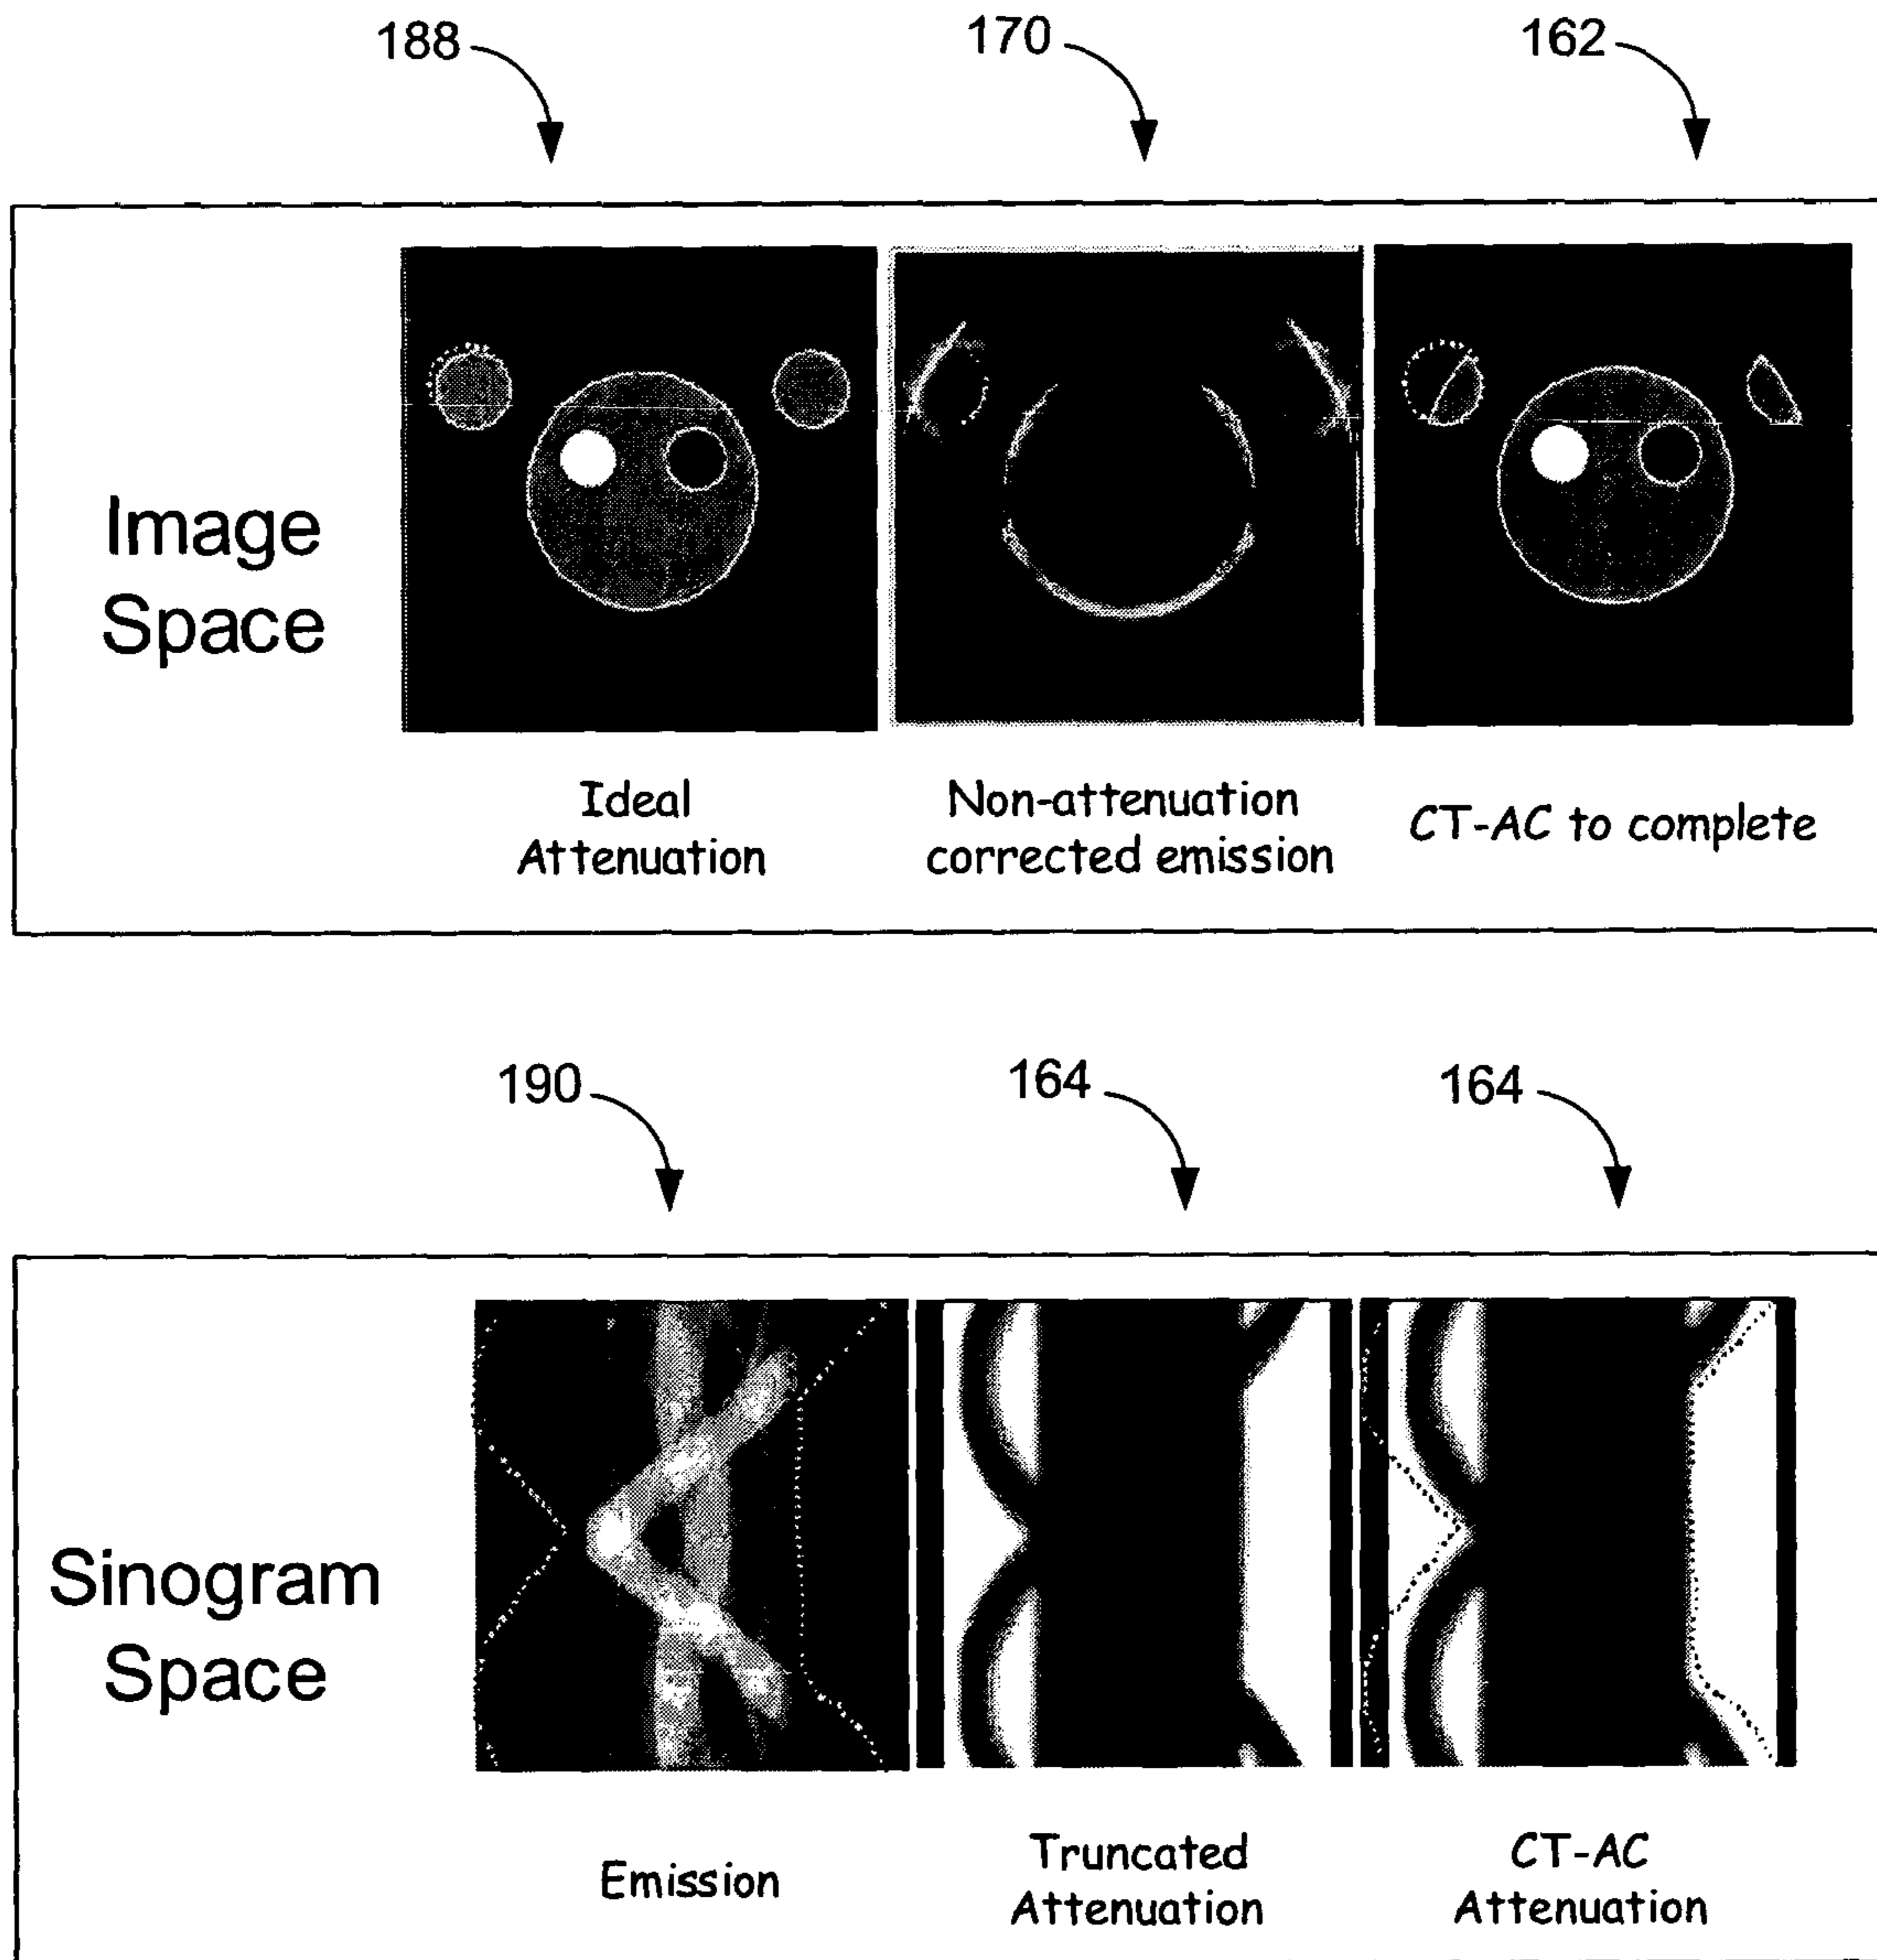 188
170
162
Image
Space
Ideal
Attenuation
Non-attenuation
corrected emission
CT-AC to complete
190
164
164
Sinogram
Space
Emission
Truncated
Attenuation
CT-AC
Attenuation